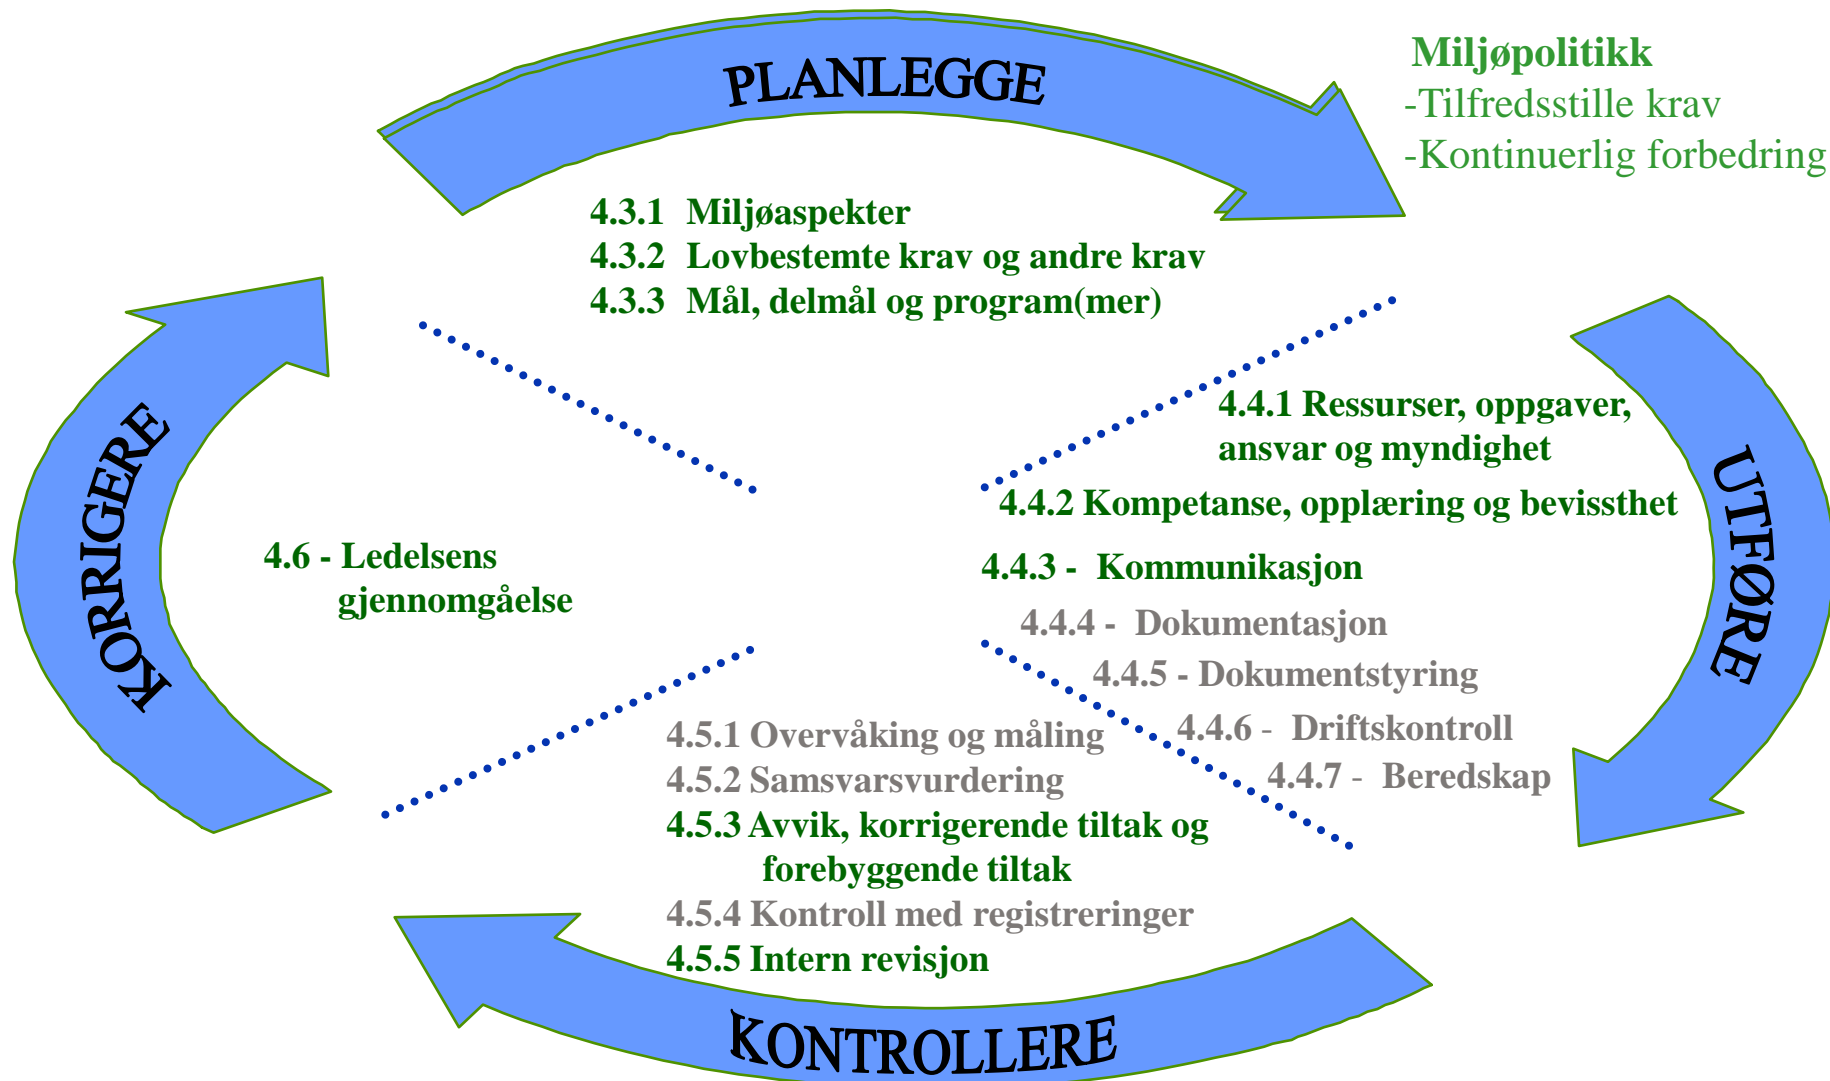 PLANLEGGE
Miljøpolitikk
-Tilfredsstille krav
-Kontinuerlig forbedring
4.3.1 Miljøaspekter
4.3.2 Lovbestemte krav og andre krav
4.3.3 Mål, delmål og program(mer)
UTFØRE
4.4.1 Ressurser, oppgaver,
ansvar og myndighet
4.4.2 Kompetanse, opplæring og bevissthet
4.4.3 - Kommunikasjon
4.4.4 - Dokumentasjon
4.4.5 - Dokumentstyring
4.4.6 - Driftskontroll
4.4.7 - Beredskap
4.5.1 Overvåking og måling
4.5.2 Samsvarsvurdering
4.5.3 Avvik, korrigerende tiltak og
forebyggende tiltak
4.5.4 Kontroll med registreringer
4.5.5 Intern revisjon
KONTROLLERE
KORRIGERE
4.6 - Ledelsens
gjennomgåelse